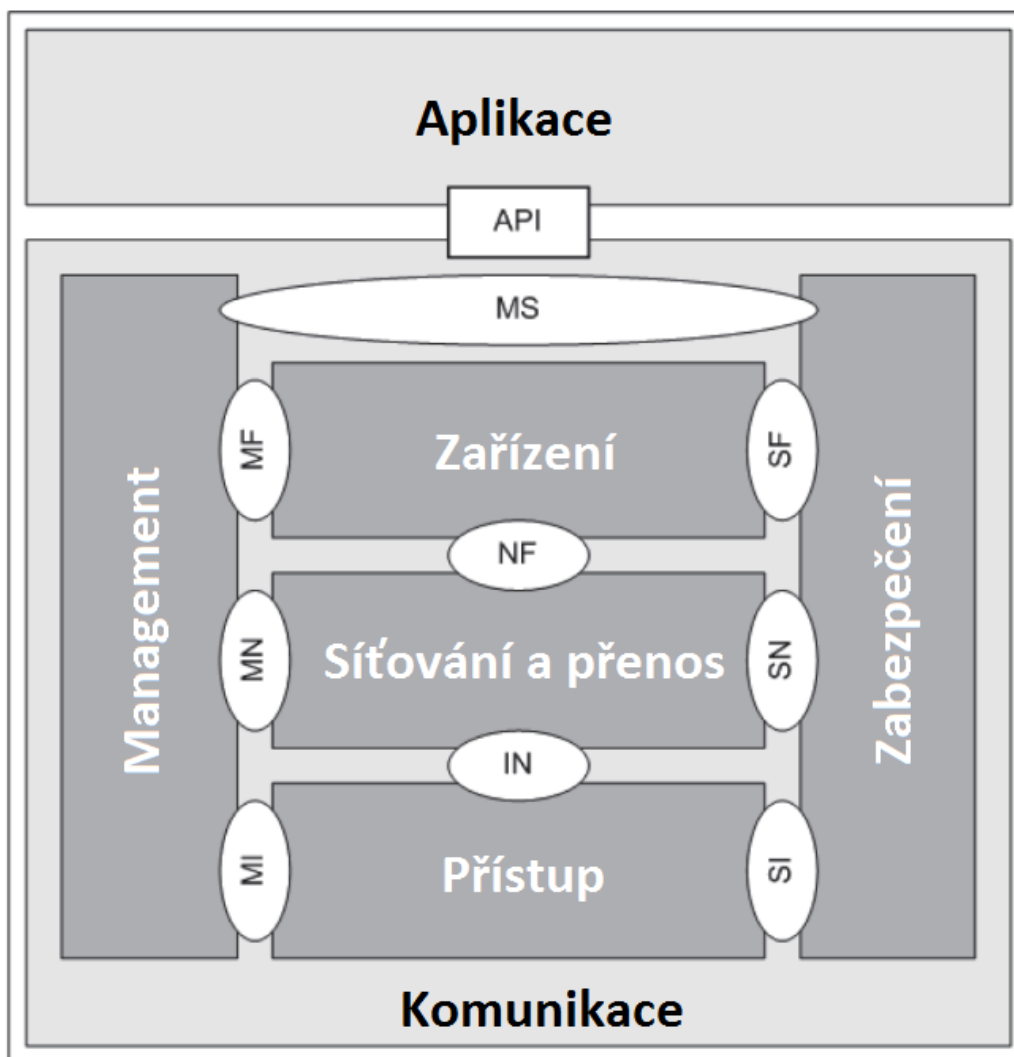 Aplikace
API
MS
MF
Zařízení
SF
NF
Management
MN
Síťování a přenos
SN
Zabezpečení
IN
MI
Přístup
SI
Komunikace